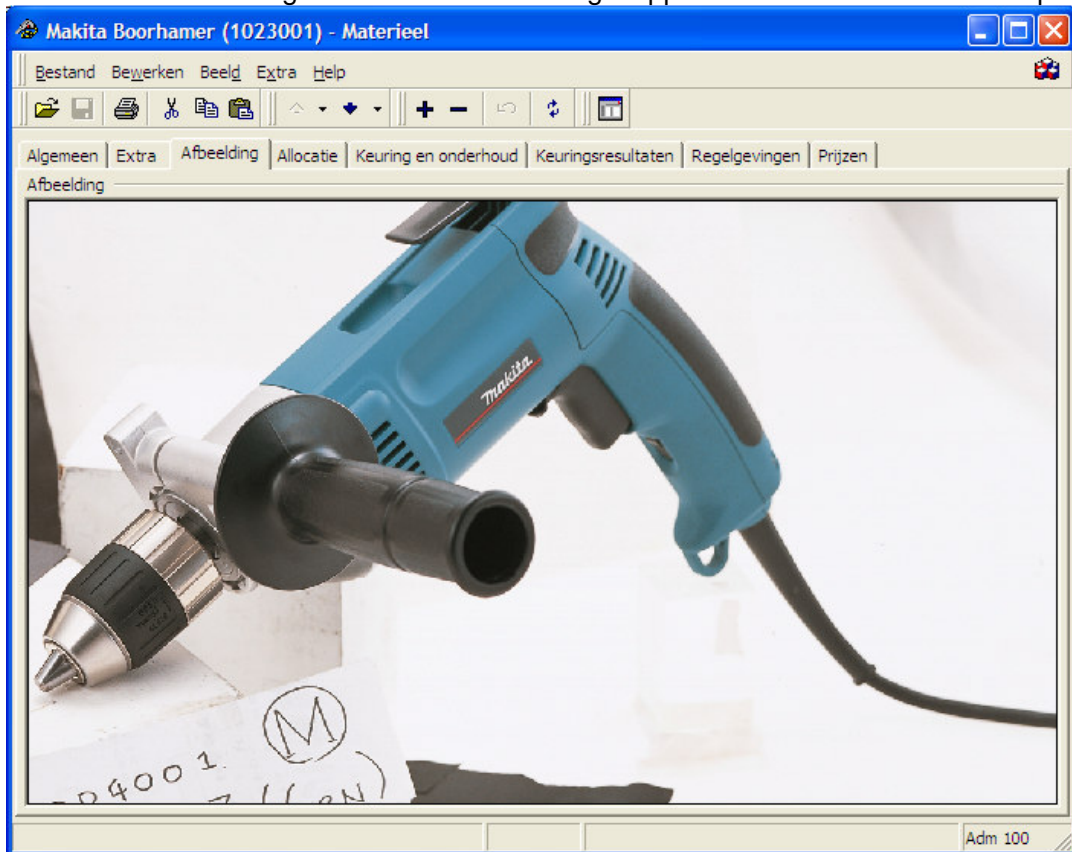 Makita Boorhamer (1023001) - Materieel
Bestand Bewerken Beeld Extra Help
Algemeen Extra Afbeelding Allocatie Keuring en onderhoud Keuringsresultaten Regelgevingen Prijzen
Afbeelding
makita
M
4001
Adm 100